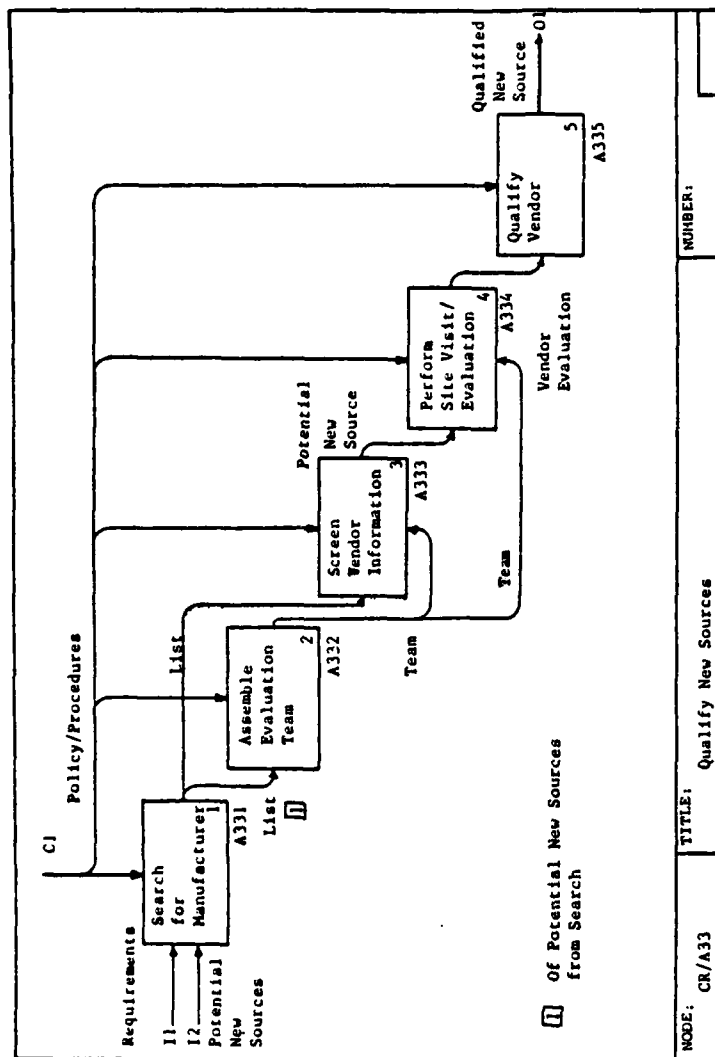 C1
Policy/Procedures
Requirements
I1
I2
Potential
New
Sources
Search
for
Manufacturer
1
A331
List
List [1]
Assemble
Evaluation
Team
2
A332
Team
Screen
Vendor
Information
3
A333
Team
Potential
New
Source
Perform
Site Visit/
Evaluation
4
A334
Vendor
Evaluation
Qualify
Vendor
5
A335
Qualified
New
Source
O1
[1] Of Potential New Sources
from Search
NODE: CR/A33
TITLE: Qualify New Sources
NUMBER: